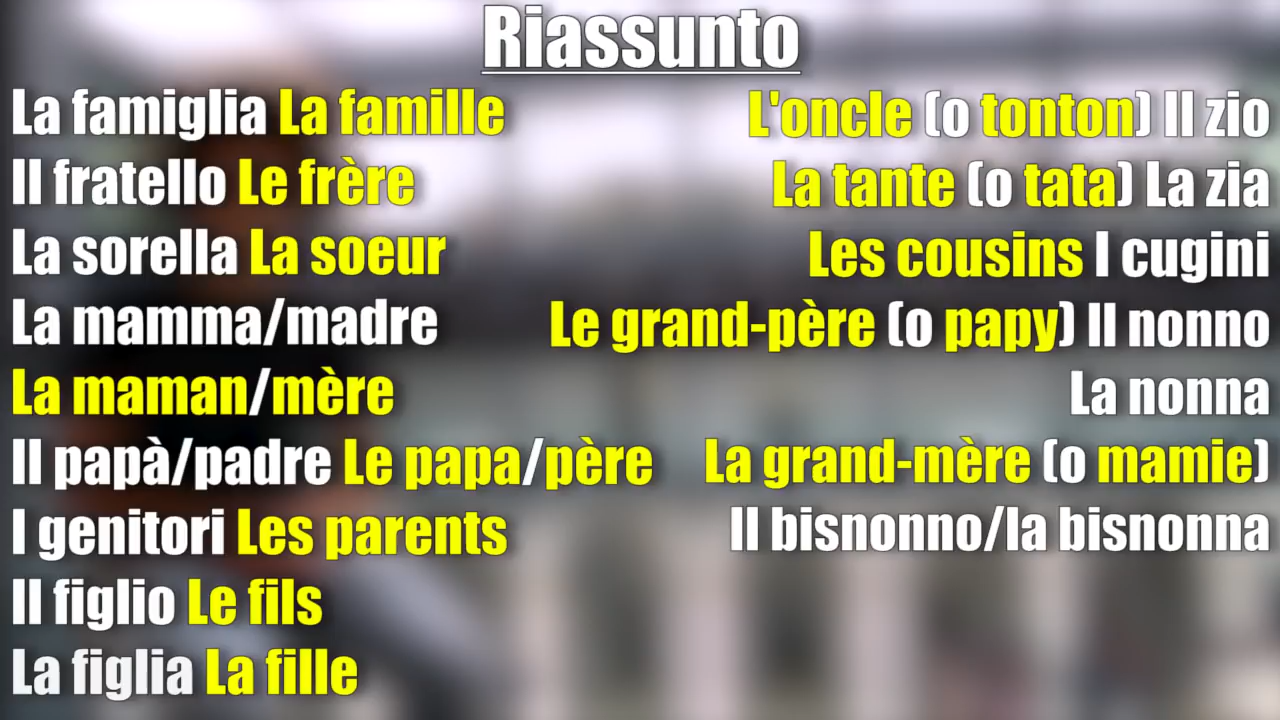 Riassunto
La famiglia La famille
Il fratello Le frère
La sorella La soeur
La mamma/madre
La maman/mère
Il papà/padre Le papa/père
I genitori Les parents
Il figlio Le fils
La figlia La fille
L'oncle (o tonton) Il zio
La tante (o tata) La zia
Les cousins I cugini
Le grand-père (o papy) Il nonno
La nonna
La grand-mère (o mamie)
Il bisnonno/la bisnonna